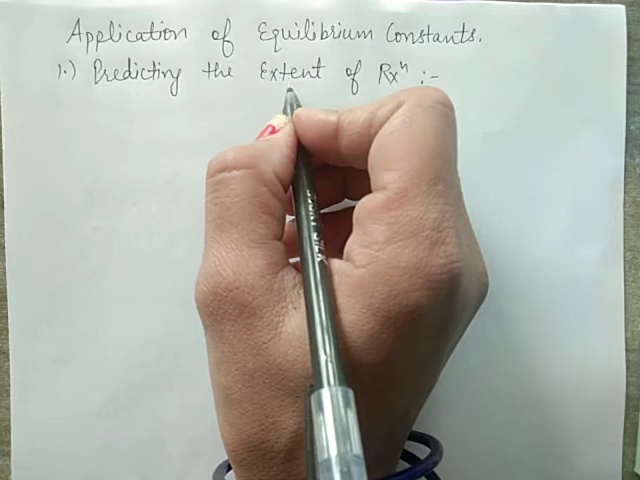 Application of Equilibrium Constants.
1.) Predicting the Extent of Rxⁿ :-